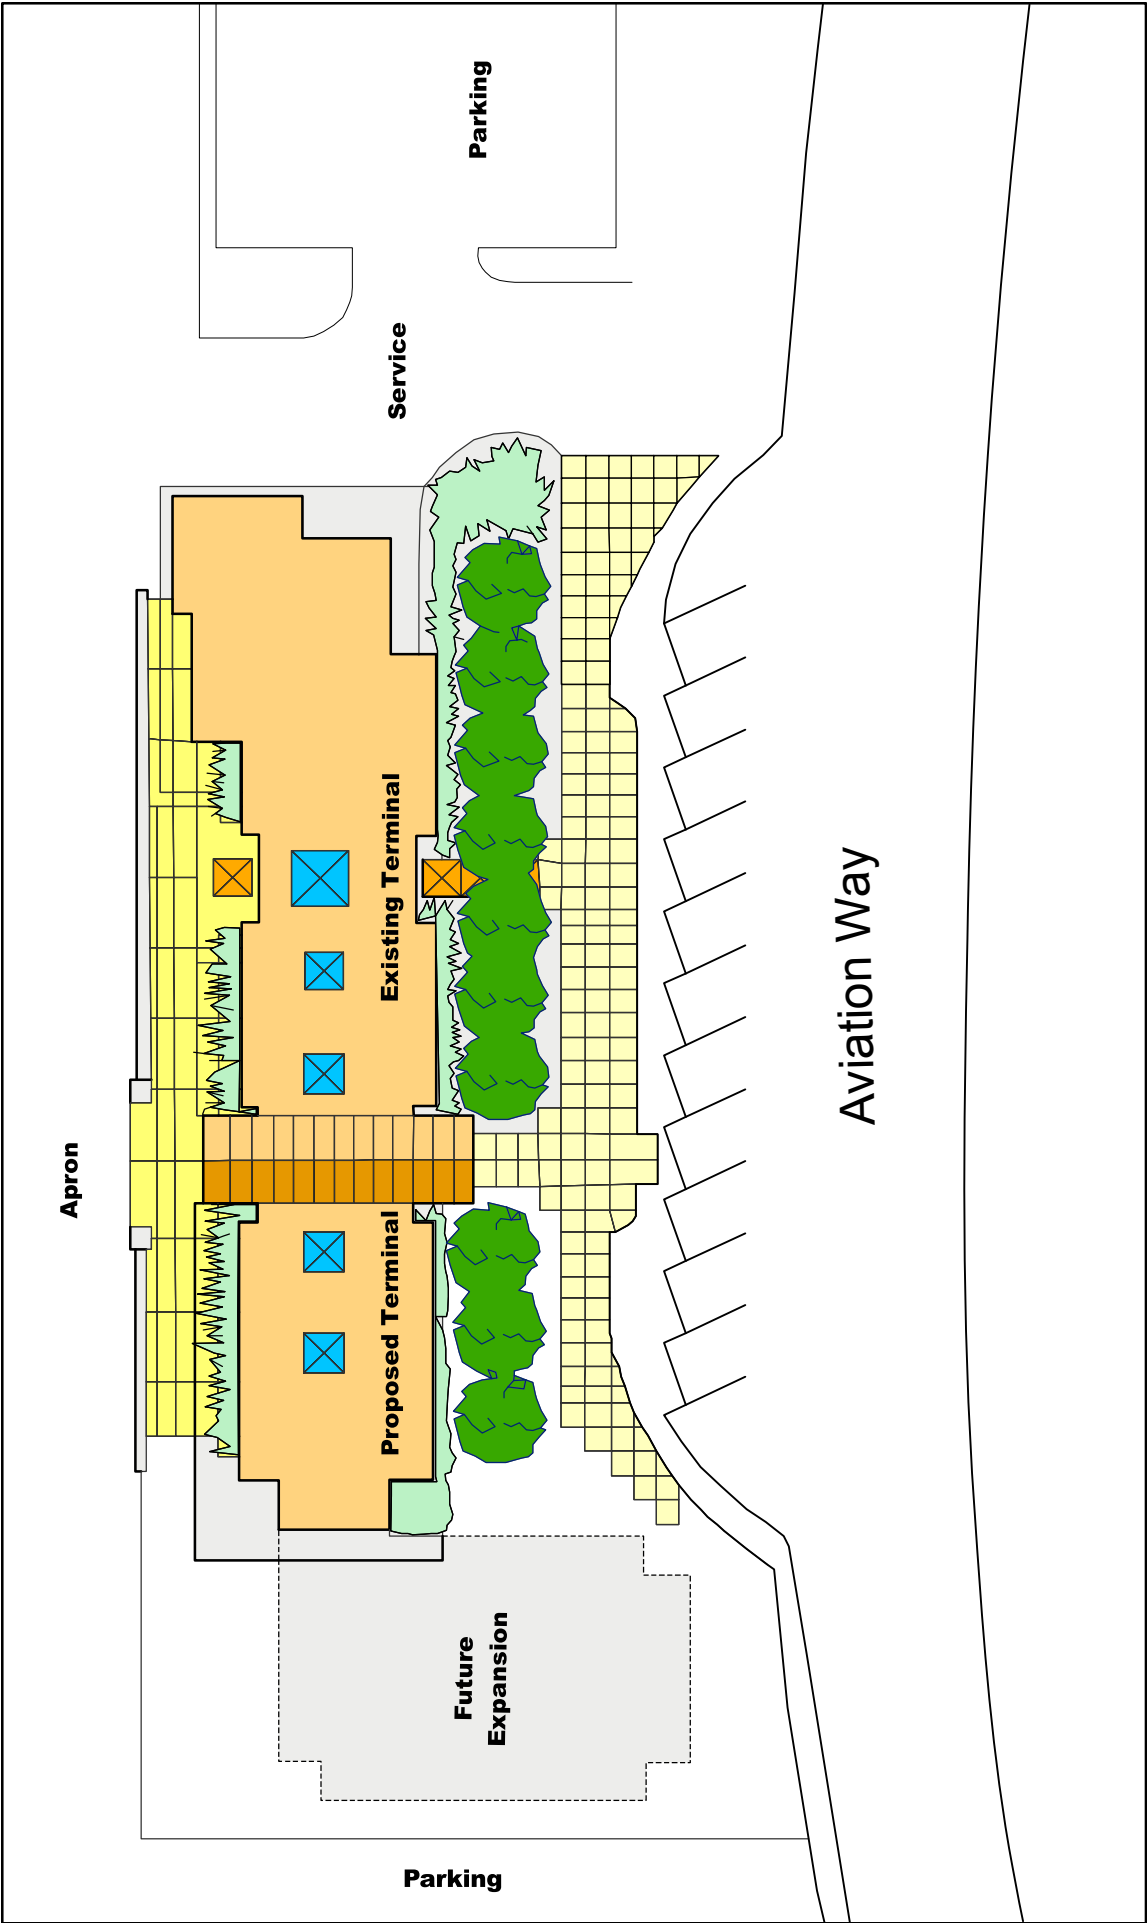 Parking
Service
Existing Terminal
Aviation Way
Apron
Proposed Terminal
Future
Expansion
Parking